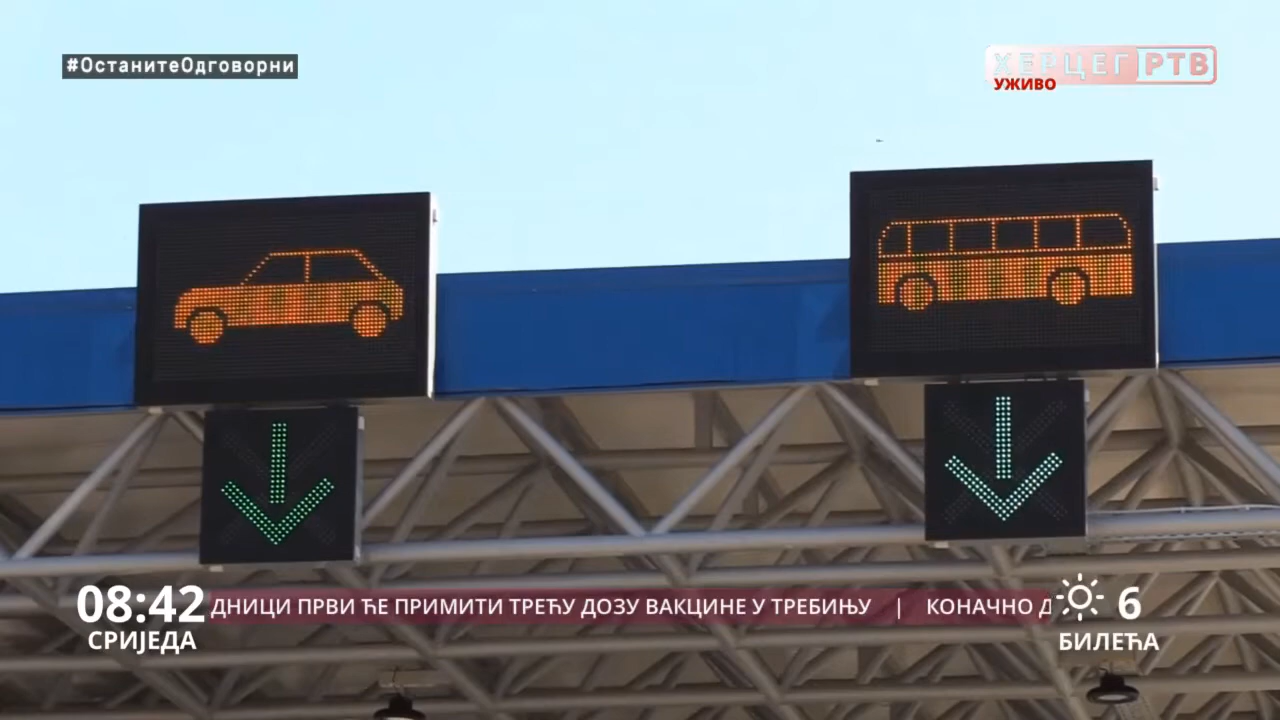 #ОстанитеОдговорни
ХЕРЦЕГ РТВ
УЖИВО
08:42
СРИЈЕДА
ДНИЦИ ПРВИ ЋЕ ПРИМИТИ ТРЕЋУ ДОЗУ ВАКЦИНЕ У ТРЕБИЊУ | КОНАЧНО Д
6
БИЛЕЋА